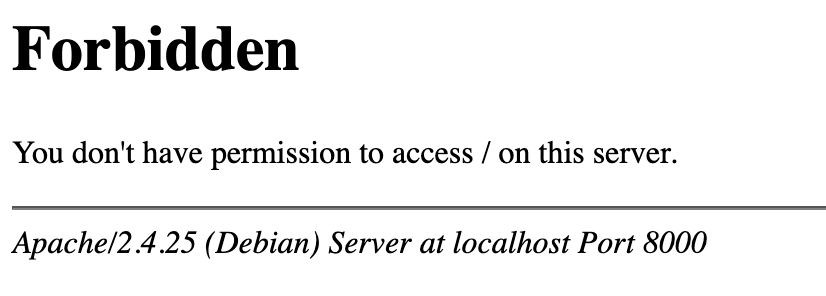 Forbidden
You don't have permission to access / on this server.
Apache/2.4.25 (Debian) Server at localhost Port 8000